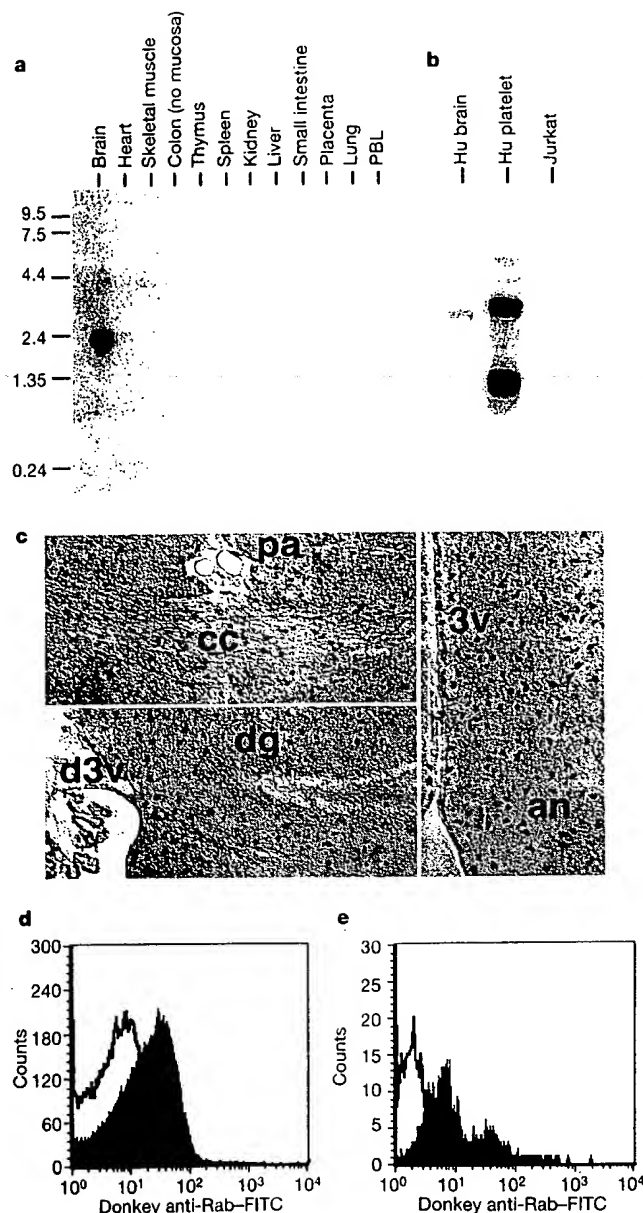 a
Brain
Heart
Skeletal muscle
Colon (no mucosa)
Thymus
Spleen
Kidney
Liver
Small intestine
Placenta
Lung
PBL
9.5
7.5
4.4
2.4
1.35
0.24
b
Hu brain
Hu platelet
Jurkat
c
pa
cc
d3v
dg
3v
an
d
300
240
180
120
60
0
Counts
10⁰ 10¹ 10² 10³ 10⁴
Donkey anti-Rab–FITC
e
30
25
20
15
10
5
0
Counts
10⁰ 10¹ 10² 10³ 10⁴
Donkey anti-Rab–FITC